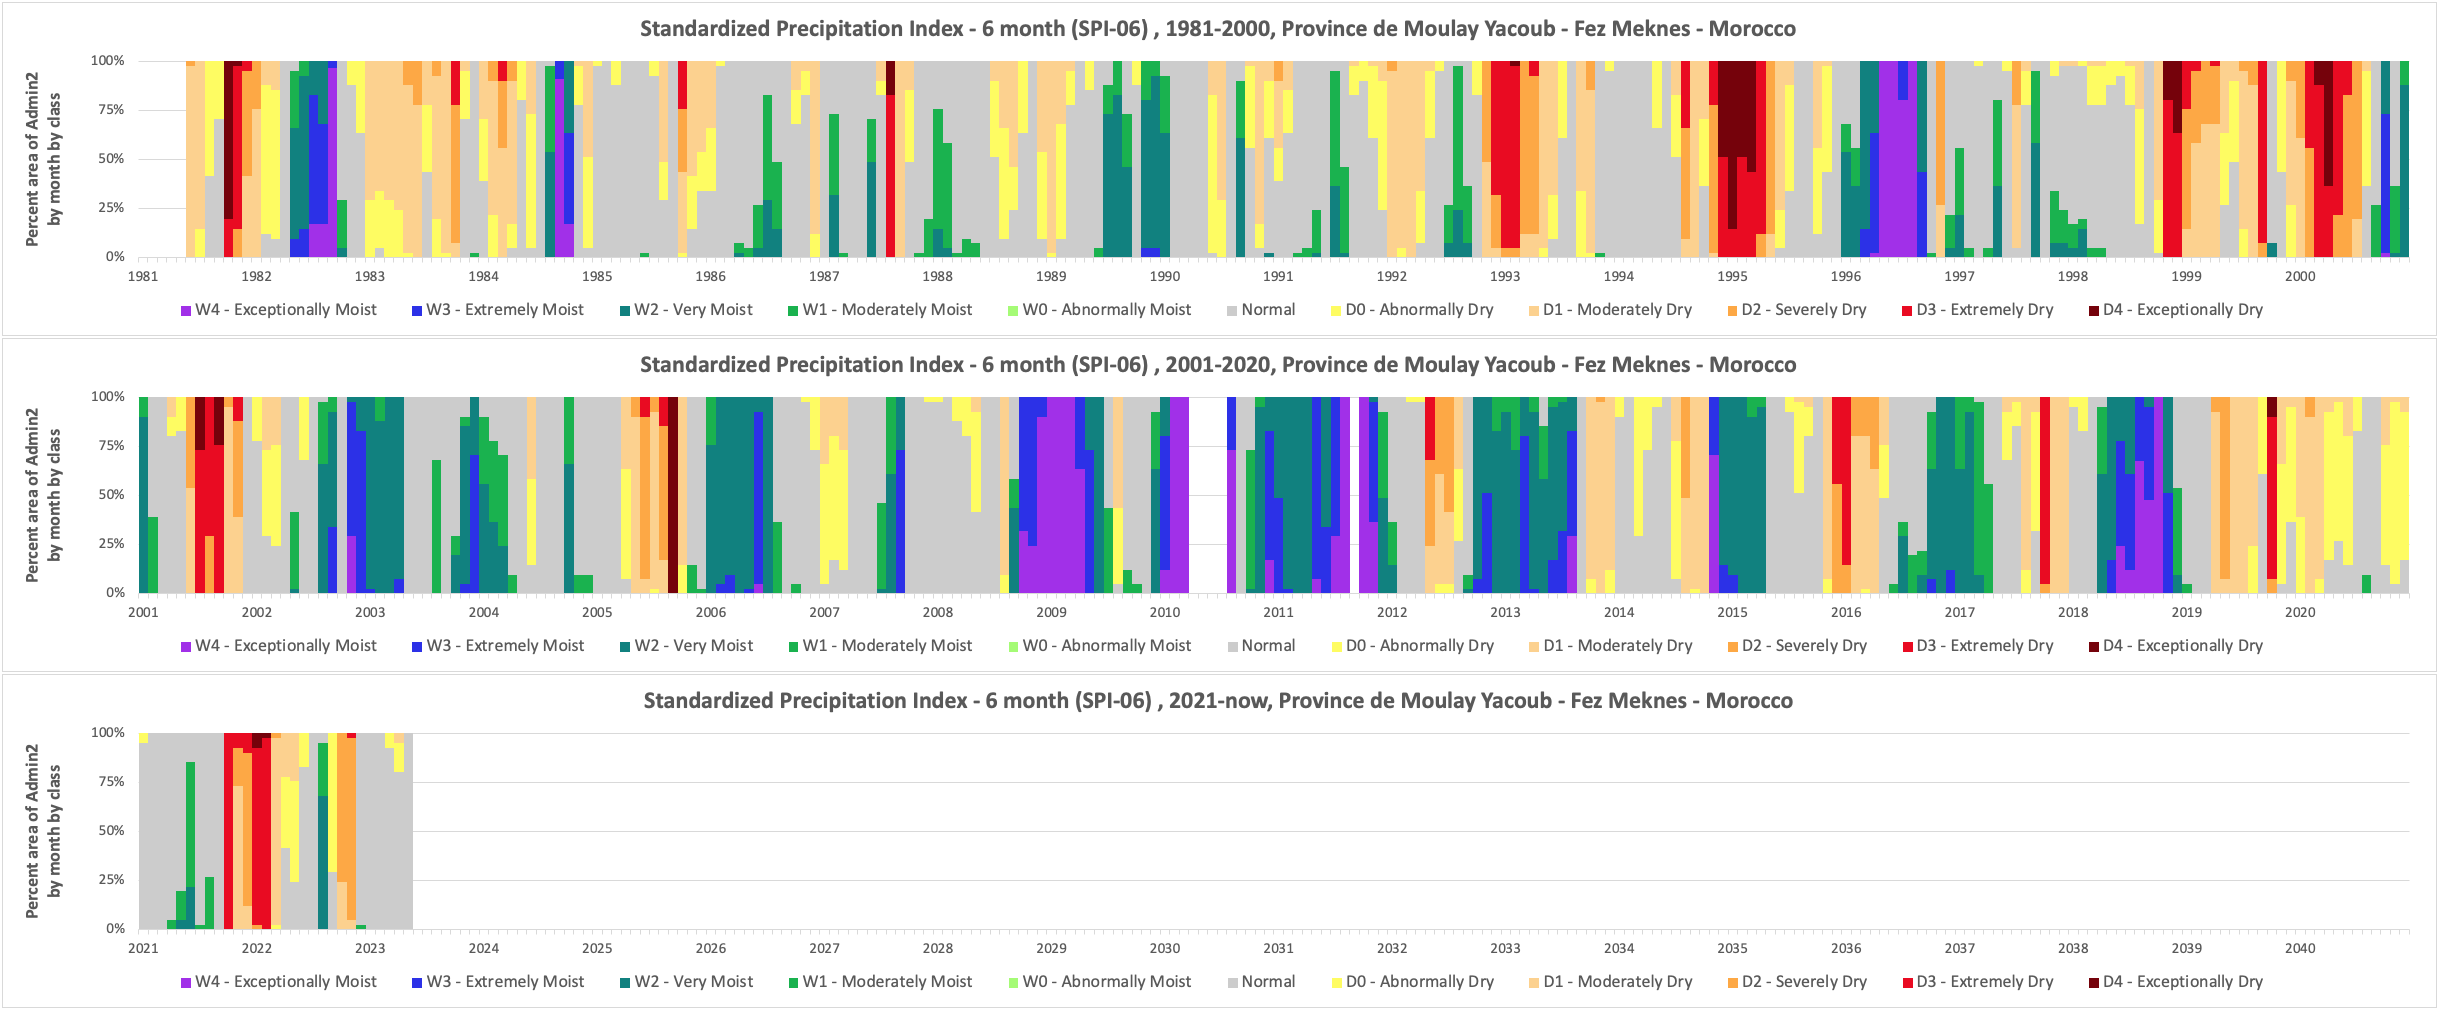 Standardized Precipitation Index - 6 month (SPI-06) , 1981-2000, Province de Moulay Yacoub - Fez Meknes - Morocco
Percent area of Admin2
by month by class
100%
75%
50%
25%
0%
1981 1982 1983 1984 1985 1986 1987 1988 1989 1990 1991 1992 1993 1994 1995 1996 1997 1998 1999 2000
W4 - Exceptionally Moist W3 - Extremely Moist W2 - Very Moist W1 - Moderately Moist W0 - Abnormally Moist Normal D0 - Abnormally Dry D1 - Moderately Dry D2 - Severely Dry D3 - Extremely Dry D4 - Exceptionally Dry
Standardized Precipitation Index - 6 month (SPI-06) , 2001-2020, Province de Moulay Yacoub - Fez Meknes - Morocco
Percent area of Admin2
by month by class
100%
75%
50%
25%
0%
2001 2002 2003 2004 2005 2006 2007 2008 2009 2010 2011 2012 2013 2014 2015 2016 2017 2018 2019 2020
W4 - Exceptionally Moist W3 - Extremely Moist W2 - Very Moist W1 - Moderately Moist W0 - Abnormally Moist Normal D0 - Abnormally Dry D1 - Moderately Dry D2 - Severely Dry D3 - Extremely Dry D4 - Exceptionally Dry
Standardized Precipitation Index - 6 month (SPI-06) , 2021-now, Province de Moulay Yacoub - Fez Meknes - Morocco
Percent area of Admin2
by month by class
100%
75%
50%
25%
0%
2021 2022 2023 2024 2025 2026 2027 2028 2029 2030 2031 2032 2033 2034 2035 2036 2037 2038 2039 2040
W4 - Exceptionally Moist W3 - Extremely Moist W2 - Very Moist W1 - Moderately Moist W0 - Abnormally Moist Normal D0 - Abnormally Dry D1 - Moderately Dry D2 - Severely Dry D3 - Extremely Dry D4 - Exceptionally Dry